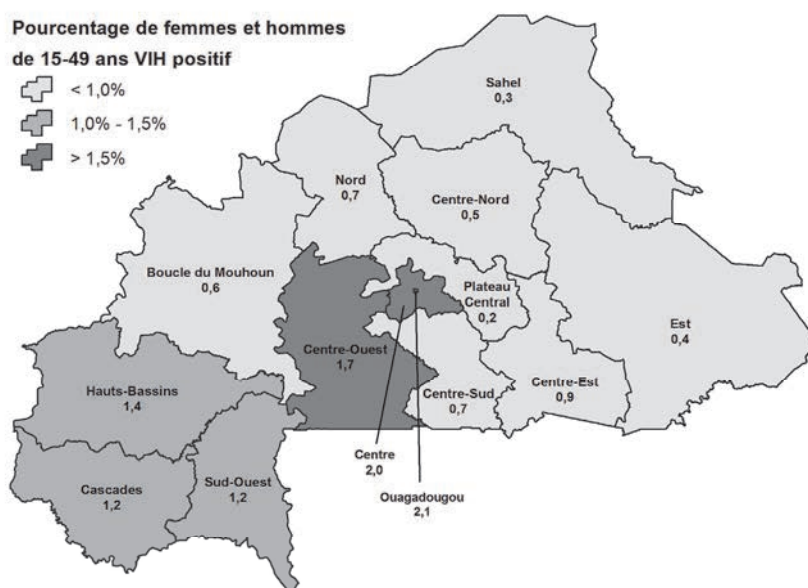 Pourcentage de femmes et hommes
de 15-49 ans VIH positif
< 1,0%
1,0% - 1,5%
> 1,5%
Sahel
0,3
Nord
0,7
Centre-Nord
0,5
Boucle du Mouhoun
0,6
Plateau
Central
0,2
Est
0,4
Centre-Ouest
1,7
Hauts-Bassins
1,4
Centre-Sud
0,7
Centre-Est
0,9
Centre
2,0
Cascades
1,2
Sud-Ouest
1,2
Ouagadougou
2,1